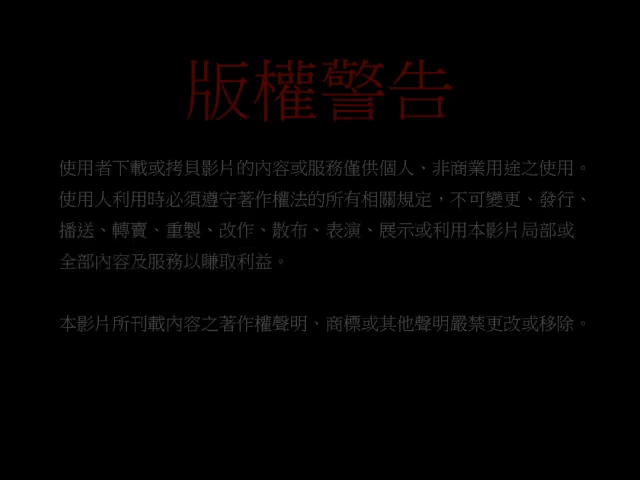 版權警告
使用者下載或拷貝影片的內容或服務僅供個人、非商業用途之使用。
使用人利用時必須遵守著作權法的所有相關規定，不可變更、發行、
播送、轉賣、重製、改作、散布、表演、展示或利用本影片局部或
全部內容及服務以賺取利益。
本影片所刊載內容之著作權聲明、商標或其他聲明嚴禁更改或移除。